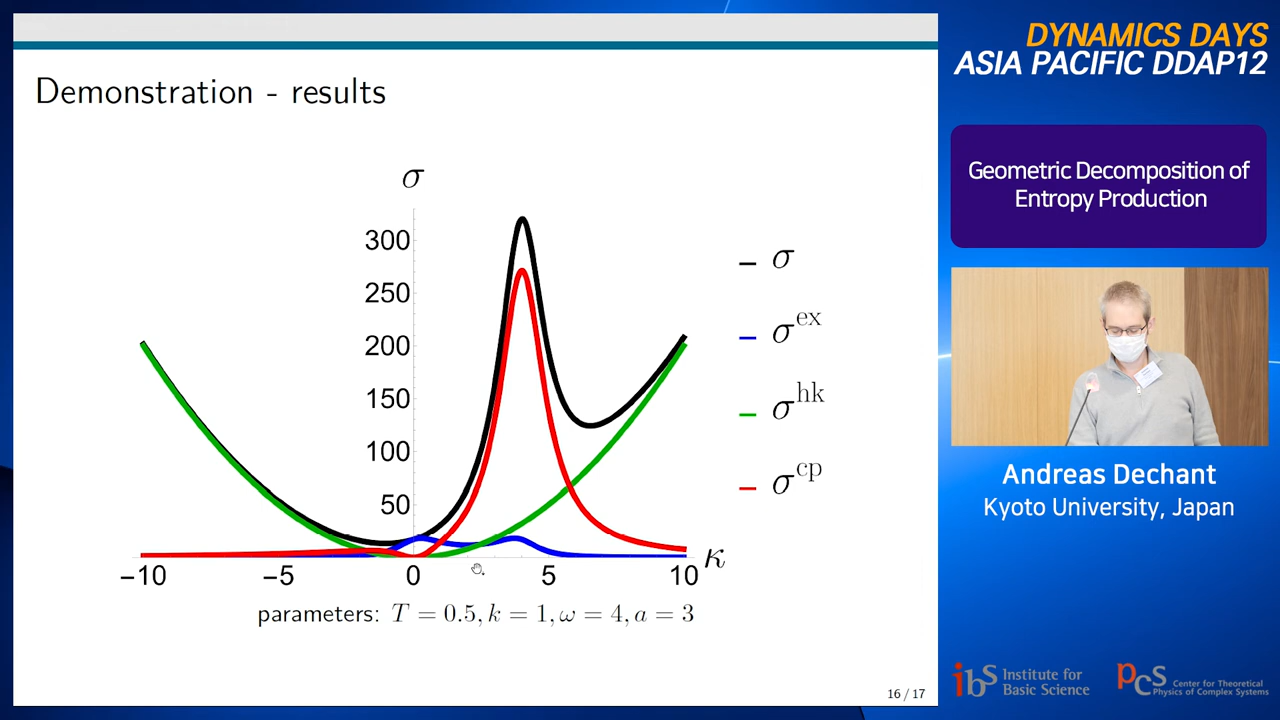 Demonstration - results
σ
300
250
200
150
100
50
−10
−5
0
5
10
κ
σ
σ^ex
σ^hk
σ^cp
parameters: T = 0.5, k = 1, ω = 4, a = 3
16 / 17
DYNAMICS DAYS
ASIA PACIFIC DDAP12
Geometric Decomposition of
Entropy Production
Andreas Dechant
Kyoto University, Japan
ibS Institute for
Basic Science
PCS Center for Theoretical
Physics of Complex Systems